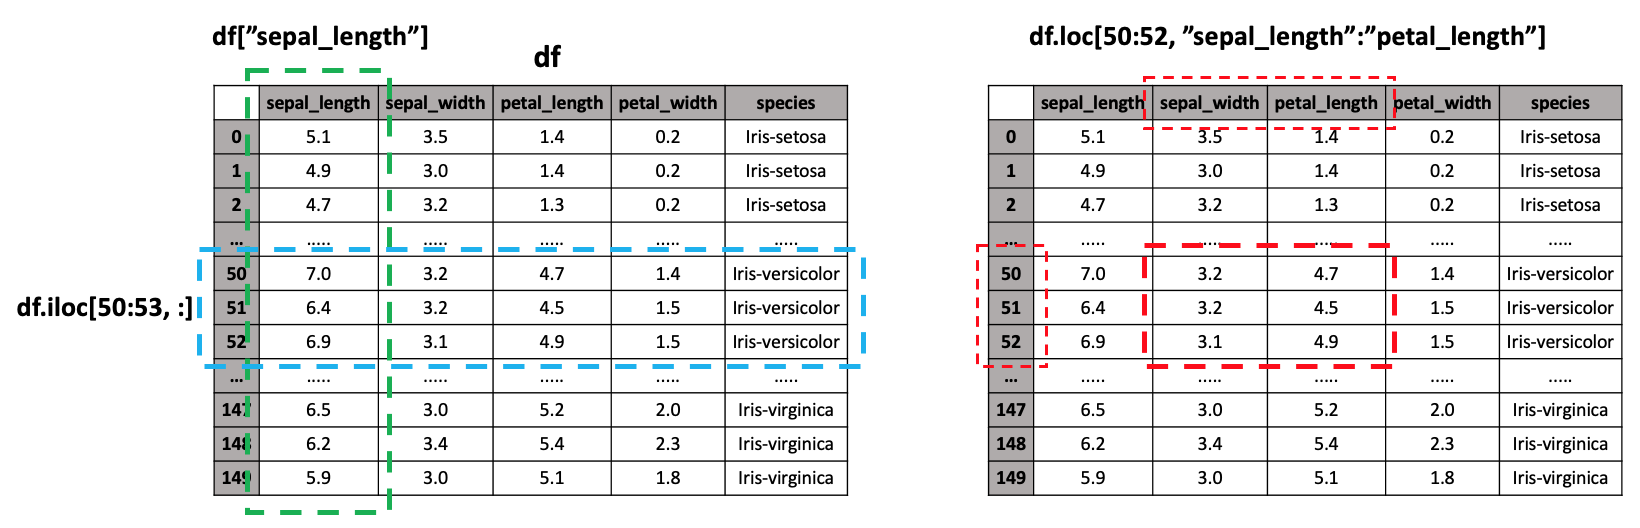 df[”sepal_length”]
df
sepal_length sepal_width petal_length petal_width species
0 5.1 3.5 1.4 0.2 Iris-setosa
1 4.9 3.0 1.4 0.2 Iris-setosa
2 4.7 3.2 1.3 0.2 Iris-setosa
... ..... ..... ..... ..... .....
50 7.0 3.2 4.7 1.4 Iris-versicolor
df.iloc[50:53, :] 51 6.4 3.2 4.5 1.5 Iris-versicolor
52 6.9 3.1 4.9 1.5 Iris-versicolor
... ..... ..... ..... ..... .....
147 6.5 3.0 5.2 2.0 Iris-virginica
148 6.2 3.4 5.4 2.3 Iris-virginica
149 5.9 3.0 5.1 1.8 Iris-virginica
df.loc[50:52, ”sepal_length”:”petal_length”]
sepal_length sepal_width petal_length petal_width species
0 5.1 3.5 1.4 0.2 Iris-setosa
1 4.9 3.0 1.4 0.2 Iris-setosa
2 4.7 3.2 1.3 0.2 Iris-setosa
... ..... ..... ..... ..... .....
50 7.0 3.2 4.7 1.4 Iris-versicolor
51 6.4 3.2 4.5 1.5 Iris-versicolor
52 6.9 3.1 4.9 1.5 Iris-versicolor
... ..... ..... ..... ..... .....
147 6.5 3.0 5.2 2.0 Iris-virginica
148 6.2 3.4 5.4 2.3 Iris-virginica
149 5.9 3.0 5.1 1.8 Iris-virginica